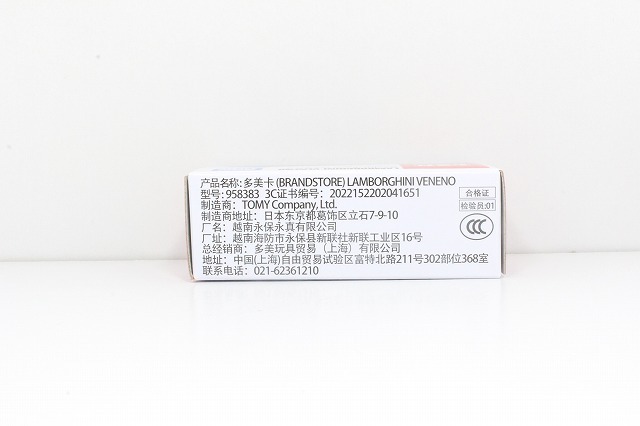 产品名称: 多美卡 (BRANDSTORE) LAMBORGHINI VENENO
型号: 958383 3C证书编号: 2022152202041651
制造商: TOMY Company, Ltd.
制造商地址: 日本东京都葛饰区立石7-9-10
厂名: 越南永保永真有限公司
厂址: 越南海防市永保县新联社新联工业区16号
总经销商: 多美玩具贸易 (上海) 有限公司
地址: 中国(上海)自由贸易试验区富特北路211号302部位368室
联系电话: 021-62361210
合格证
检验员:01
CCC